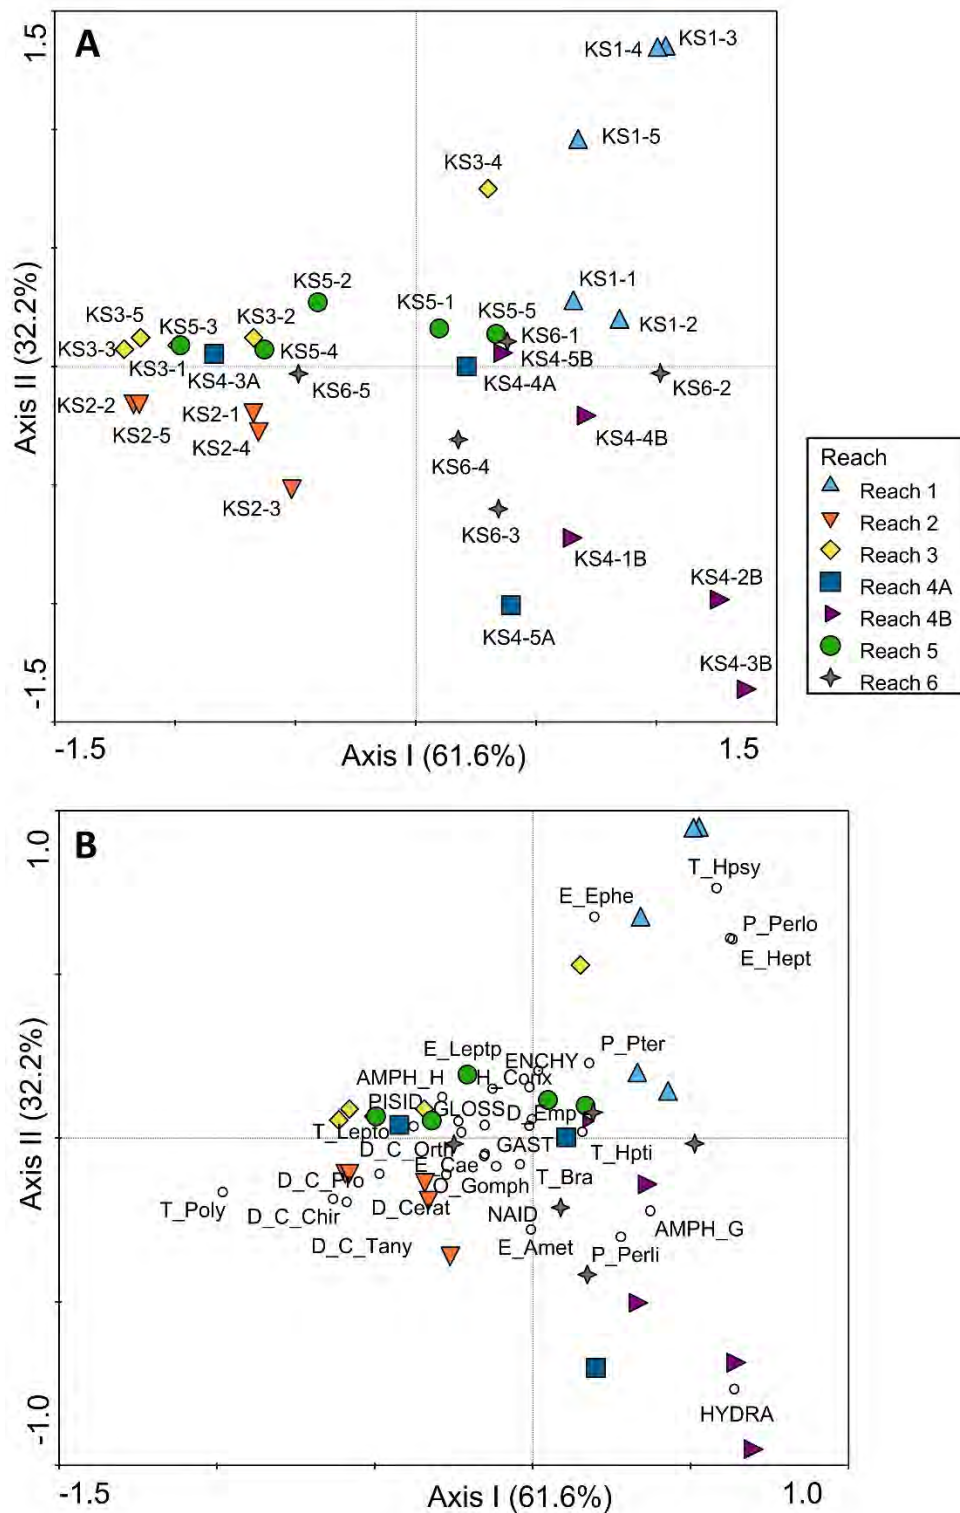 A
1.5
KS1-4
KS1-3
KS1-5
KS3-4
KS1-1
KS1-2
KS5-2
KS5-1
KS5-5
KS3-5
KS5-3
KS3-2
KS6-1
KS3-3
KS5-4
KS4-5B
KS3-1
KS4-3A
KS6-5
KS4-4A
KS6-2
KS2-2
KS2-1
KS2-5
KS2-4
KS4-4B
KS6-4
KS2-3
KS6-3
KS4-1B
KS4-2B
KS4-5A
KS4-3B
Axis II (32.2%)
-1.5
-1.5
Axis I (61.6%)
1.5
Reach
Reach 1
Reach 2
Reach 3
Reach 4A
Reach 4B
Reach 5
Reach 6
B
1.0
T_Hpsy
E_Ephe
P_Perlo
E_Hept
P_Pter
E_Leptp
ENCHY
AMPH_H
H_Conx
PISID
GLOSS
D_Emp
T_Lepto
D_C_Orth
GAST
T_Hpti
E_Cae
T_Bra
D_C_Pro
O_Gomph
T_Poly
D_C_Chir
D_Cerat
NAID
AMPH_G
D_C_Tany
E_Amet
P_Perli
HYDRA
Axis II (32.2%)
-1.0
-1.5
Axis I (61.6%)
1.0